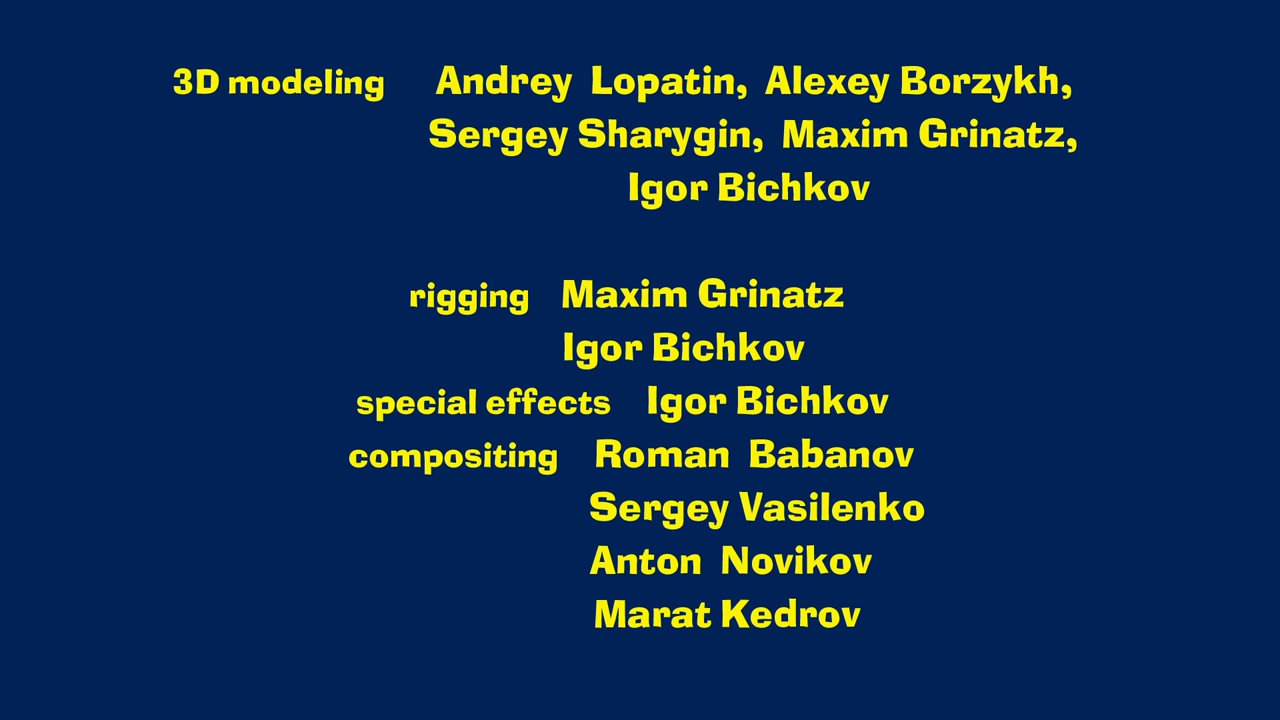 3D modeling Andrey Lopatin, Alexey Borzykh,
Sergey Sharygin, Maxim Grinatz,
Igor Bichkov
rigging Maxim Grinatz
Igor Bichkov
special effects Igor Bichkov
compositing Roman Babanov
Sergey Vasilenko
Anton Novikov
Marat Kedrov